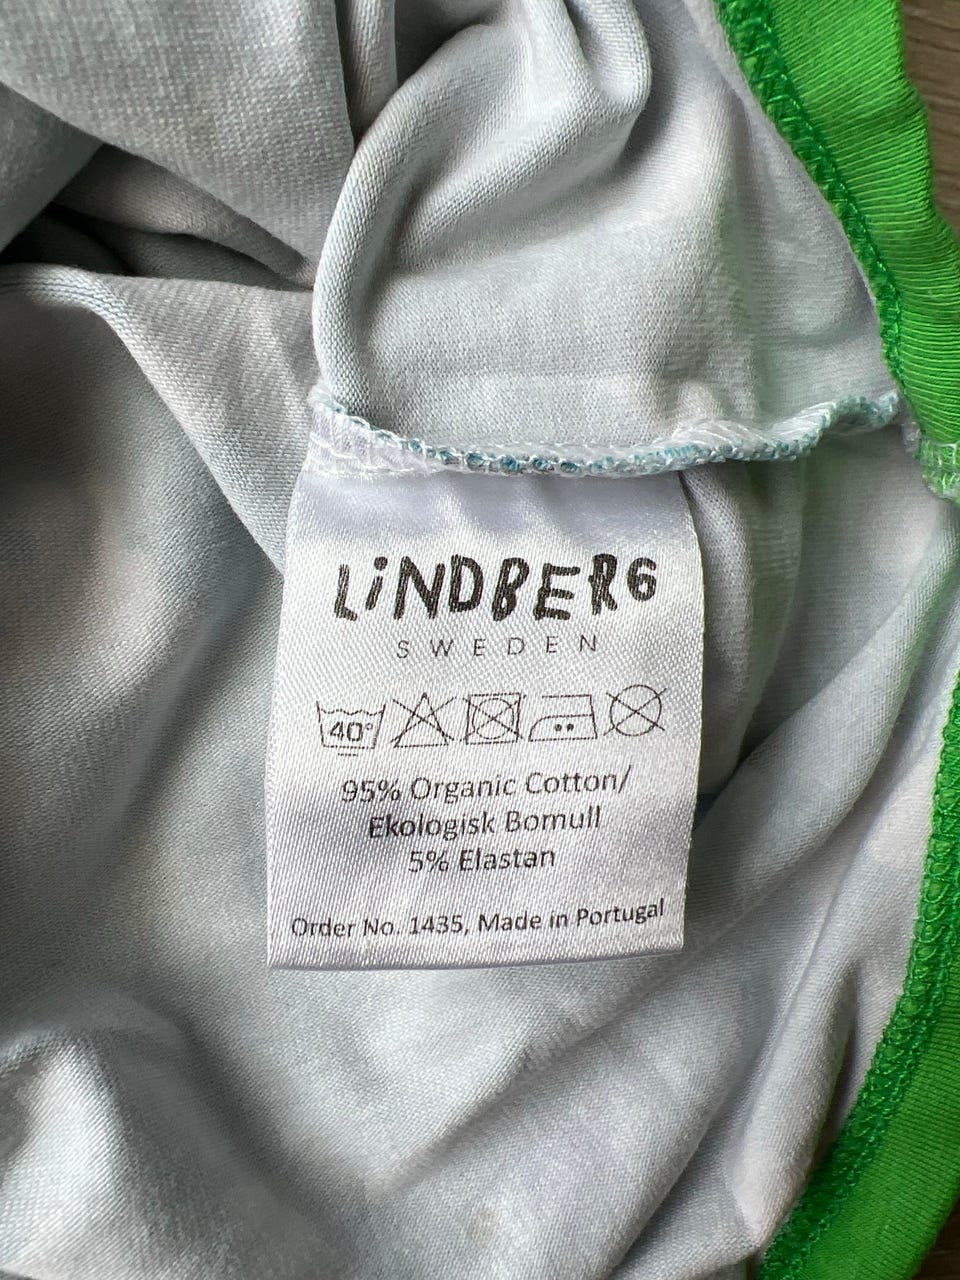 LiNDBERG
SWEDEN
40°
95% Organic Cotton/
Ekologisk Bomull
5% Elastan
Order No. 1435, Made in Portugal